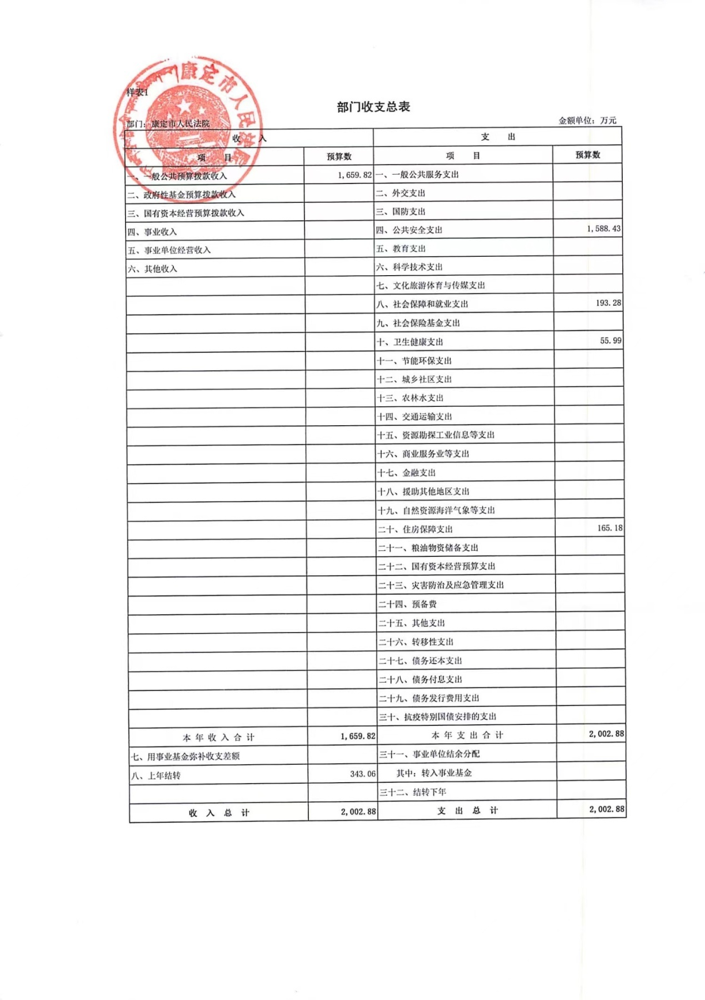 康定市人民法院
样表1
部门收支总表
部门：康定市人民法院 金额单位：万元
收 入 支 出
项 目 预算数 项 目 预算数
一、一般公共预算拨款收入 1,659.82 一、一般公共服务支出
二、政府性基金预算拨款收入 二、外交支出
三、国有资本经营预算拨款收入 三、国防支出
四、事业收入 四、公共安全支出 1,588.43
五、事业单位经营收入 五、教育支出
六、其他收入 六、科学技术支出
七、文化旅游体育与传媒支出
八、社会保障和就业支出 193.28
九、社会保险基金支出
十、卫生健康支出 55.99
十一、节能环保支出
十二、城乡社区支出
十三、农林水支出
十四、交通运输支出
十五、资源勘探工业信息等支出
十六、商业服务业等支出
十七、金融支出
十八、援助其他地区支出
十九、自然资源海洋气象等支出
二十、住房保障支出 165.18
二十一、粮油物资储备支出
二十二、国有资本经营预算支出
二十三、灾害防治及应急管理支出
二十四、预备费
二十五、其他支出
二十六、转移性支出
二十七、债务还本支出
二十八、债务付息支出
二十九、债务发行费用支出
三十、抗疫特别国债安排的支出
本 年 收 入 合 计 1,659.82 本 年 支 出 合 计 2,002.88
七、用事业基金弥补收支差额 三十一、事业单位结余分配
八、上年结转 343.06 其中：转入事业基金
三十二、结转下年
收 入 总 计 2,002.88 支 出 总 计 2,002.88